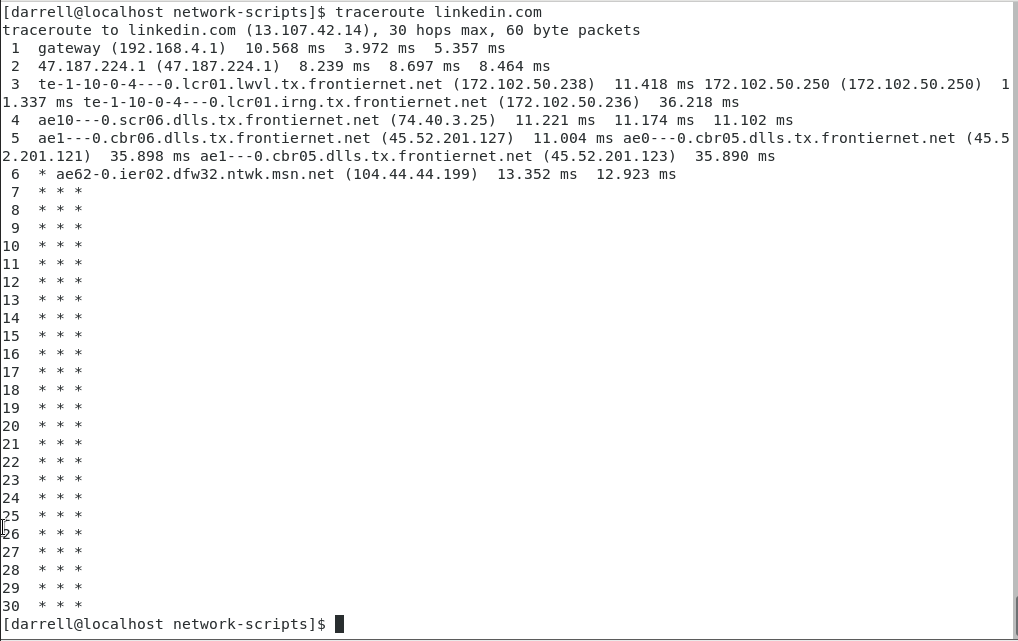 [darrell@localhost network-scripts]$ traceroute linkedin.com
traceroute to linkedin.com (13.107.42.14), 30 hops max, 60 byte packets
 1  gateway (192.168.4.1)  10.568 ms  3.972 ms  5.357 ms
 2  47.187.224.1 (47.187.224.1)  8.239 ms  8.697 ms  8.464 ms
 3  te-1-10-0-4---0.lcr01.lwvl.tx.frontiernet.net (172.102.50.238)  11.418 ms 172.102.50.250 (172.102.50.250)  1
1.337 ms te-1-10-0-4---0.lcr01.irng.tx.frontiernet.net (172.102.50.236)  36.218 ms
 4  ae10---0.scr06.dlls.tx.frontiernet.net (74.40.3.25)  11.221 ms  11.174 ms  11.102 ms
 5  ae1---0.cbr06.dlls.tx.frontiernet.net (45.52.201.127)  11.004 ms ae0---0.cbr05.dlls.tx.frontiernet.net (45.5
2.201.121)  35.898 ms ae1---0.cbr05.dlls.tx.frontiernet.net (45.52.201.123)  35.890 ms
 6  * ae62-0.ier02.dfw32.ntwk.msn.net (104.44.44.199)  13.352 ms  12.923 ms
 7  * * *
 8  * * *
 9  * * *
10  * * *
11  * * *
12  * * *
13  * * *
14  * * *
15  * * *
16  * * *
17  * * *
18  * * *
19  * * *
20  * * *
21  * * *
22  * * *
23  * * *
24  * * *
25  * * *
26  * * *
27  * * *
28  * * *
29  * * *
30  * * *
[darrell@localhost network-scripts]$